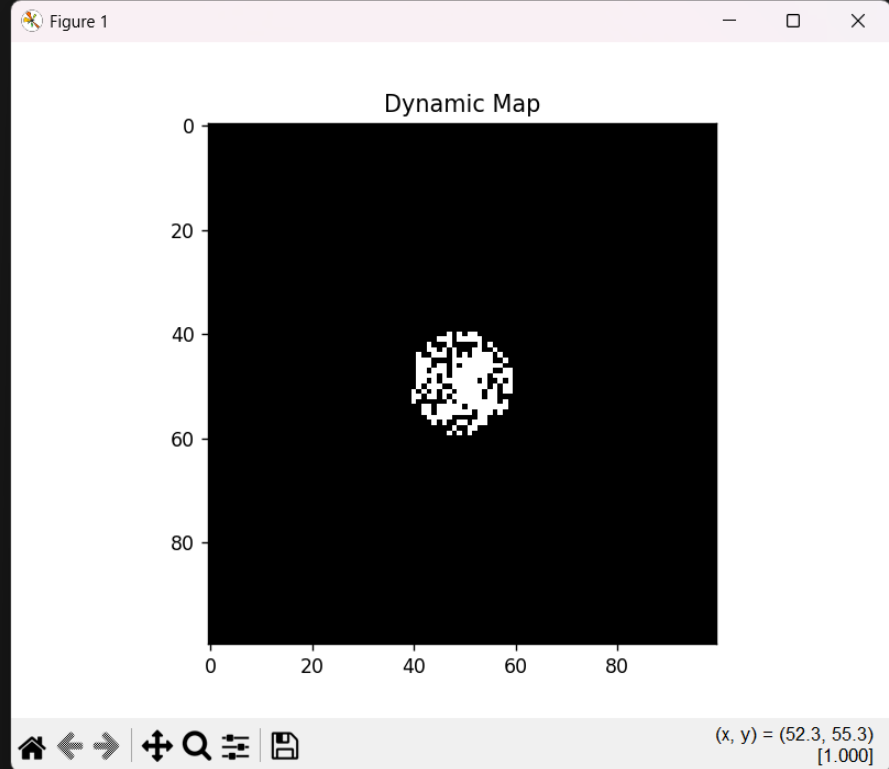 Figure 1
Dynamic Map
0
20
40
60
80
0 20 40 60 80
(x, y) = (52.3, 55.3)
[1.000]